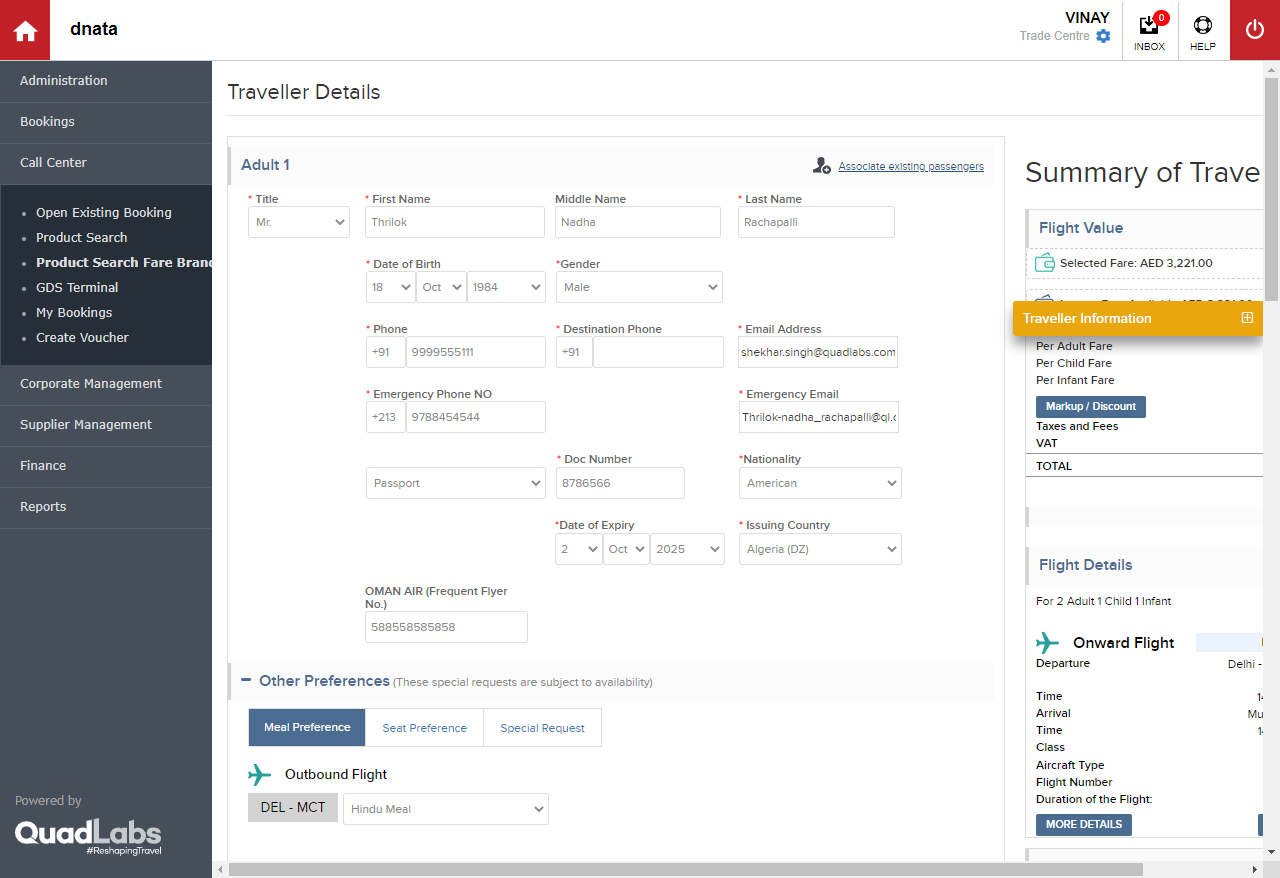 dnata
VINAY
Trade Centre
0
INBOX
HELP
Administration
Bookings
Call Center
Open Existing Booking
Product Search
Product Search Fare Brand
GDS Terminal
My Bookings
Create Voucher
Corporate Management
Supplier Management
Finance
Reports
Powered by
QuadLabs
#ReshapingTravel
Traveller Details
Adult 1
Associate existing passengers
* Title
* First Name
Middle Name
* Last Name
Mr.
Thrilok
Nadha
Rachapalli
* Date of Birth
*Gender
18
Oct
1984
Male
* Phone
* Destination Phone
* Email Address
+91
9999555111
+91
shekhar.singh@quadlabs.com
* Emergency Phone NO
* Emergency Email
+213
9788454544
Thrilok-nadha_rachapalli@ql.c
* Doc Number
*Nationality
Passport
8786566
American
*Date of Expiry
* Issuing Country
2
Oct
2025
Algeria (DZ)
OMAN AIR (Frequent Flyer
No.)
588558585858
Other Preferences (These special requests are subject to availability)
Meal Preference
Seat Preference
Special Request
Outbound Flight
DEL - MCT
Hindu Meal
Summary of Trave
Flight Value
Selected Fare: AED 3,221.00
Traveller Information
Per Adult Fare
Per Child Fare
Per Infant Fare
Markup / Discount
Taxes and Fees
VAT
TOTAL
Flight Details
For 2 Adult 1 Child 1 Infant
Onward Flight
Departure
Delhi -
Time
14
Arrival
Mu
Time
14
Class
Aircraft Type
Flight Number
Duration of the Flight:
MORE DETAILS